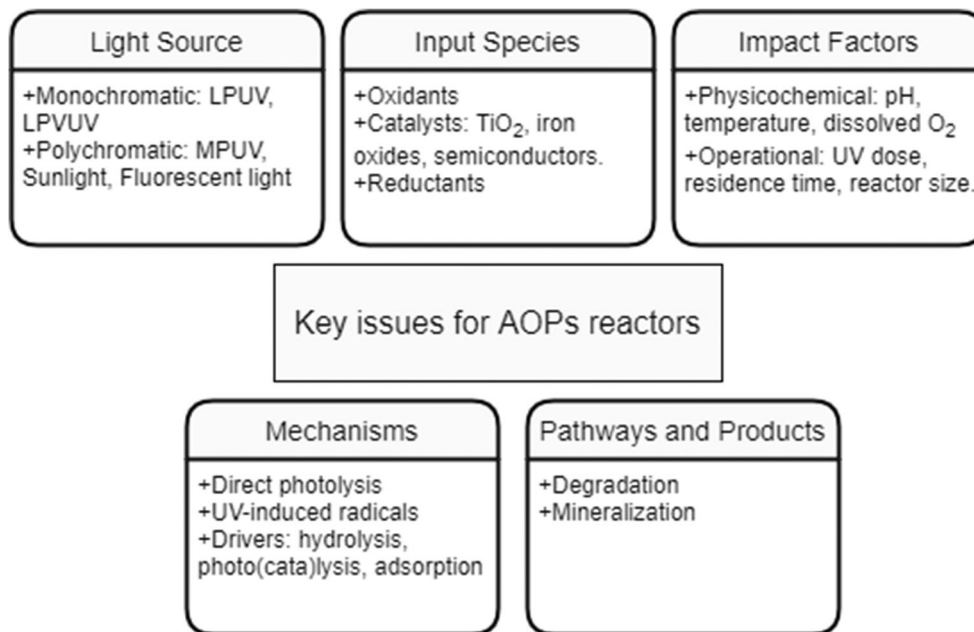 Light Source
+Monochromatic: LPUV,
LPVUV
+Polychromatic: MPUV,
Sunlight, Fluorescent light
Input Species
+Oxidants
+Catalysts: TiO₂, iron
oxides, semiconductors.
+Reductants
Impact Factors
+Physicochemical: pH,
temperature, dissolved O₂
+Operational: UV dose,
residence time, reactor size.
Key issues for AOPs reactors
Mechanisms
+Direct photolysis
+UV-induced radicals
+Drivers: hydrolysis,
photo(cata)lysis, adsorption
Pathways and Products
+Degradation
+Mineralization